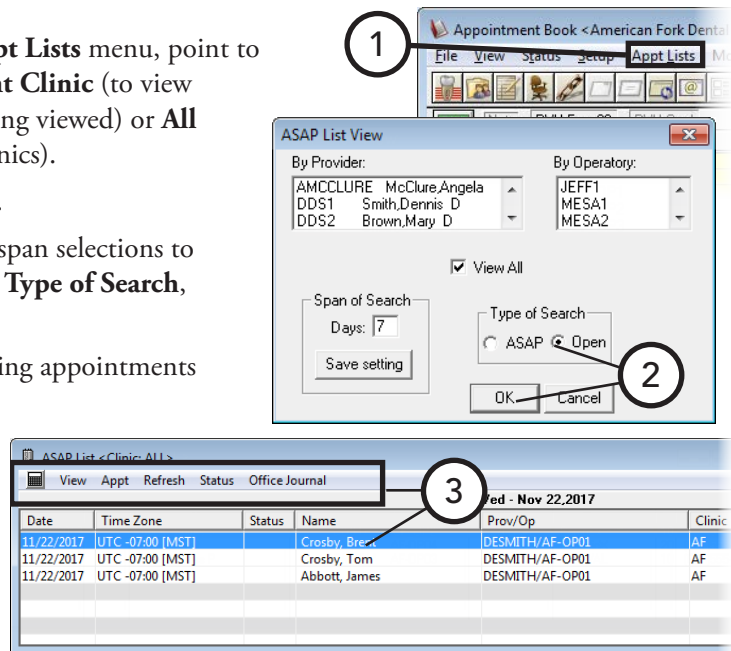 pt Lists menu, point to
nt Clinic (to view
ng viewed) or All
nics).
.
span selections to
Type of Search,
ing appointments
1
Appointment Book <American Fork Denta
File View Status Setup Appt Lists
ASAP List View
By Provider:
By Operatory:
AMCCLURE McClure,Angela
DDS1 Smith,Dennis D
DDS2 Brown,Mary D
JEFF1
MESA1
MESA2
View All
Span of Search
Days: 7
Save setting
Type of Search
ASAP Open
2
OK Cancel
ASAP List <Clinic: ALL>
View Appt Refresh Status Office Journal
3
Wed - Nov 22,2017
Date Time Zone Status Name Prov/Op Clinic
11/22/2017 UTC -07:00 [MST] Crosby, Brent DESMITH/AF-OP01 AF
11/22/2017 UTC -07:00 [MST] Crosby, Tom DESMITH/AF-OP01 AF
11/22/2017 UTC -07:00 [MST] Abbott, James DESMITH/AF-OP01 AF